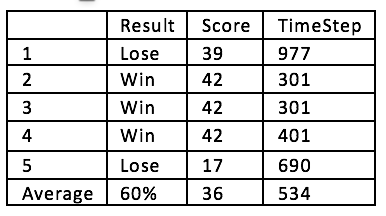 Result Score TimeStep
1 Lose 39 977
2 Win 42 301
3 Win 42 301
4 Win 42 401
5 Lose 17 690
Average 60% 36 534